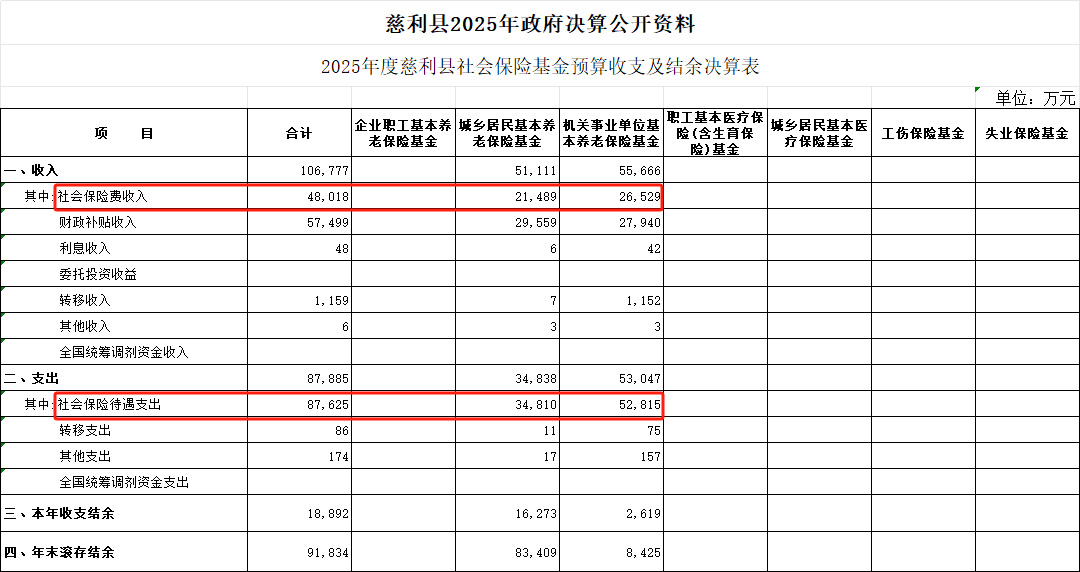 慈利县2025年政府决算公开资料
2025年度慈利县社会保险基金预算收支及结余决算表
单位：万元
项 目 合计 企业职工基本养老保险基金 城乡居民基本养老保险基金 机关事业单位基本养老保险基金 职工基本医疗保险(含生育保险)基金 城乡居民基本医疗保险基金 工伤保险基金 失业保险基金
一、收入 106,777 51,111 55,666
其中:社会保险费收入 48,018 21,489 26,529
财政补贴收入 57,499 29,559 27,940
利息收入 48 6 42
委托投资收益
转移收入 1,159 7 1,152
其他收入 6 3 3
全国统筹调剂资金收入
二、支出 87,885 34,838 53,047
其中:社会保险待遇支出 87,625 34,810 52,815
转移支出 86 11 75
其他支出 174 17 157
全国统筹调剂资金支出
三、本年收支结余 18,892 16,273 2,619
四、年末滚存结余 91,834 83,409 8,425